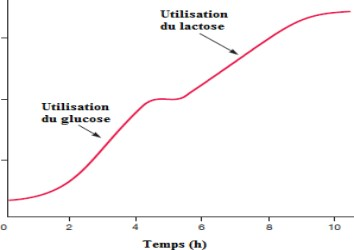 Utilisation
du lactose
Utilisation
du glucose
0 2 4 6 8 10
Temps (h)